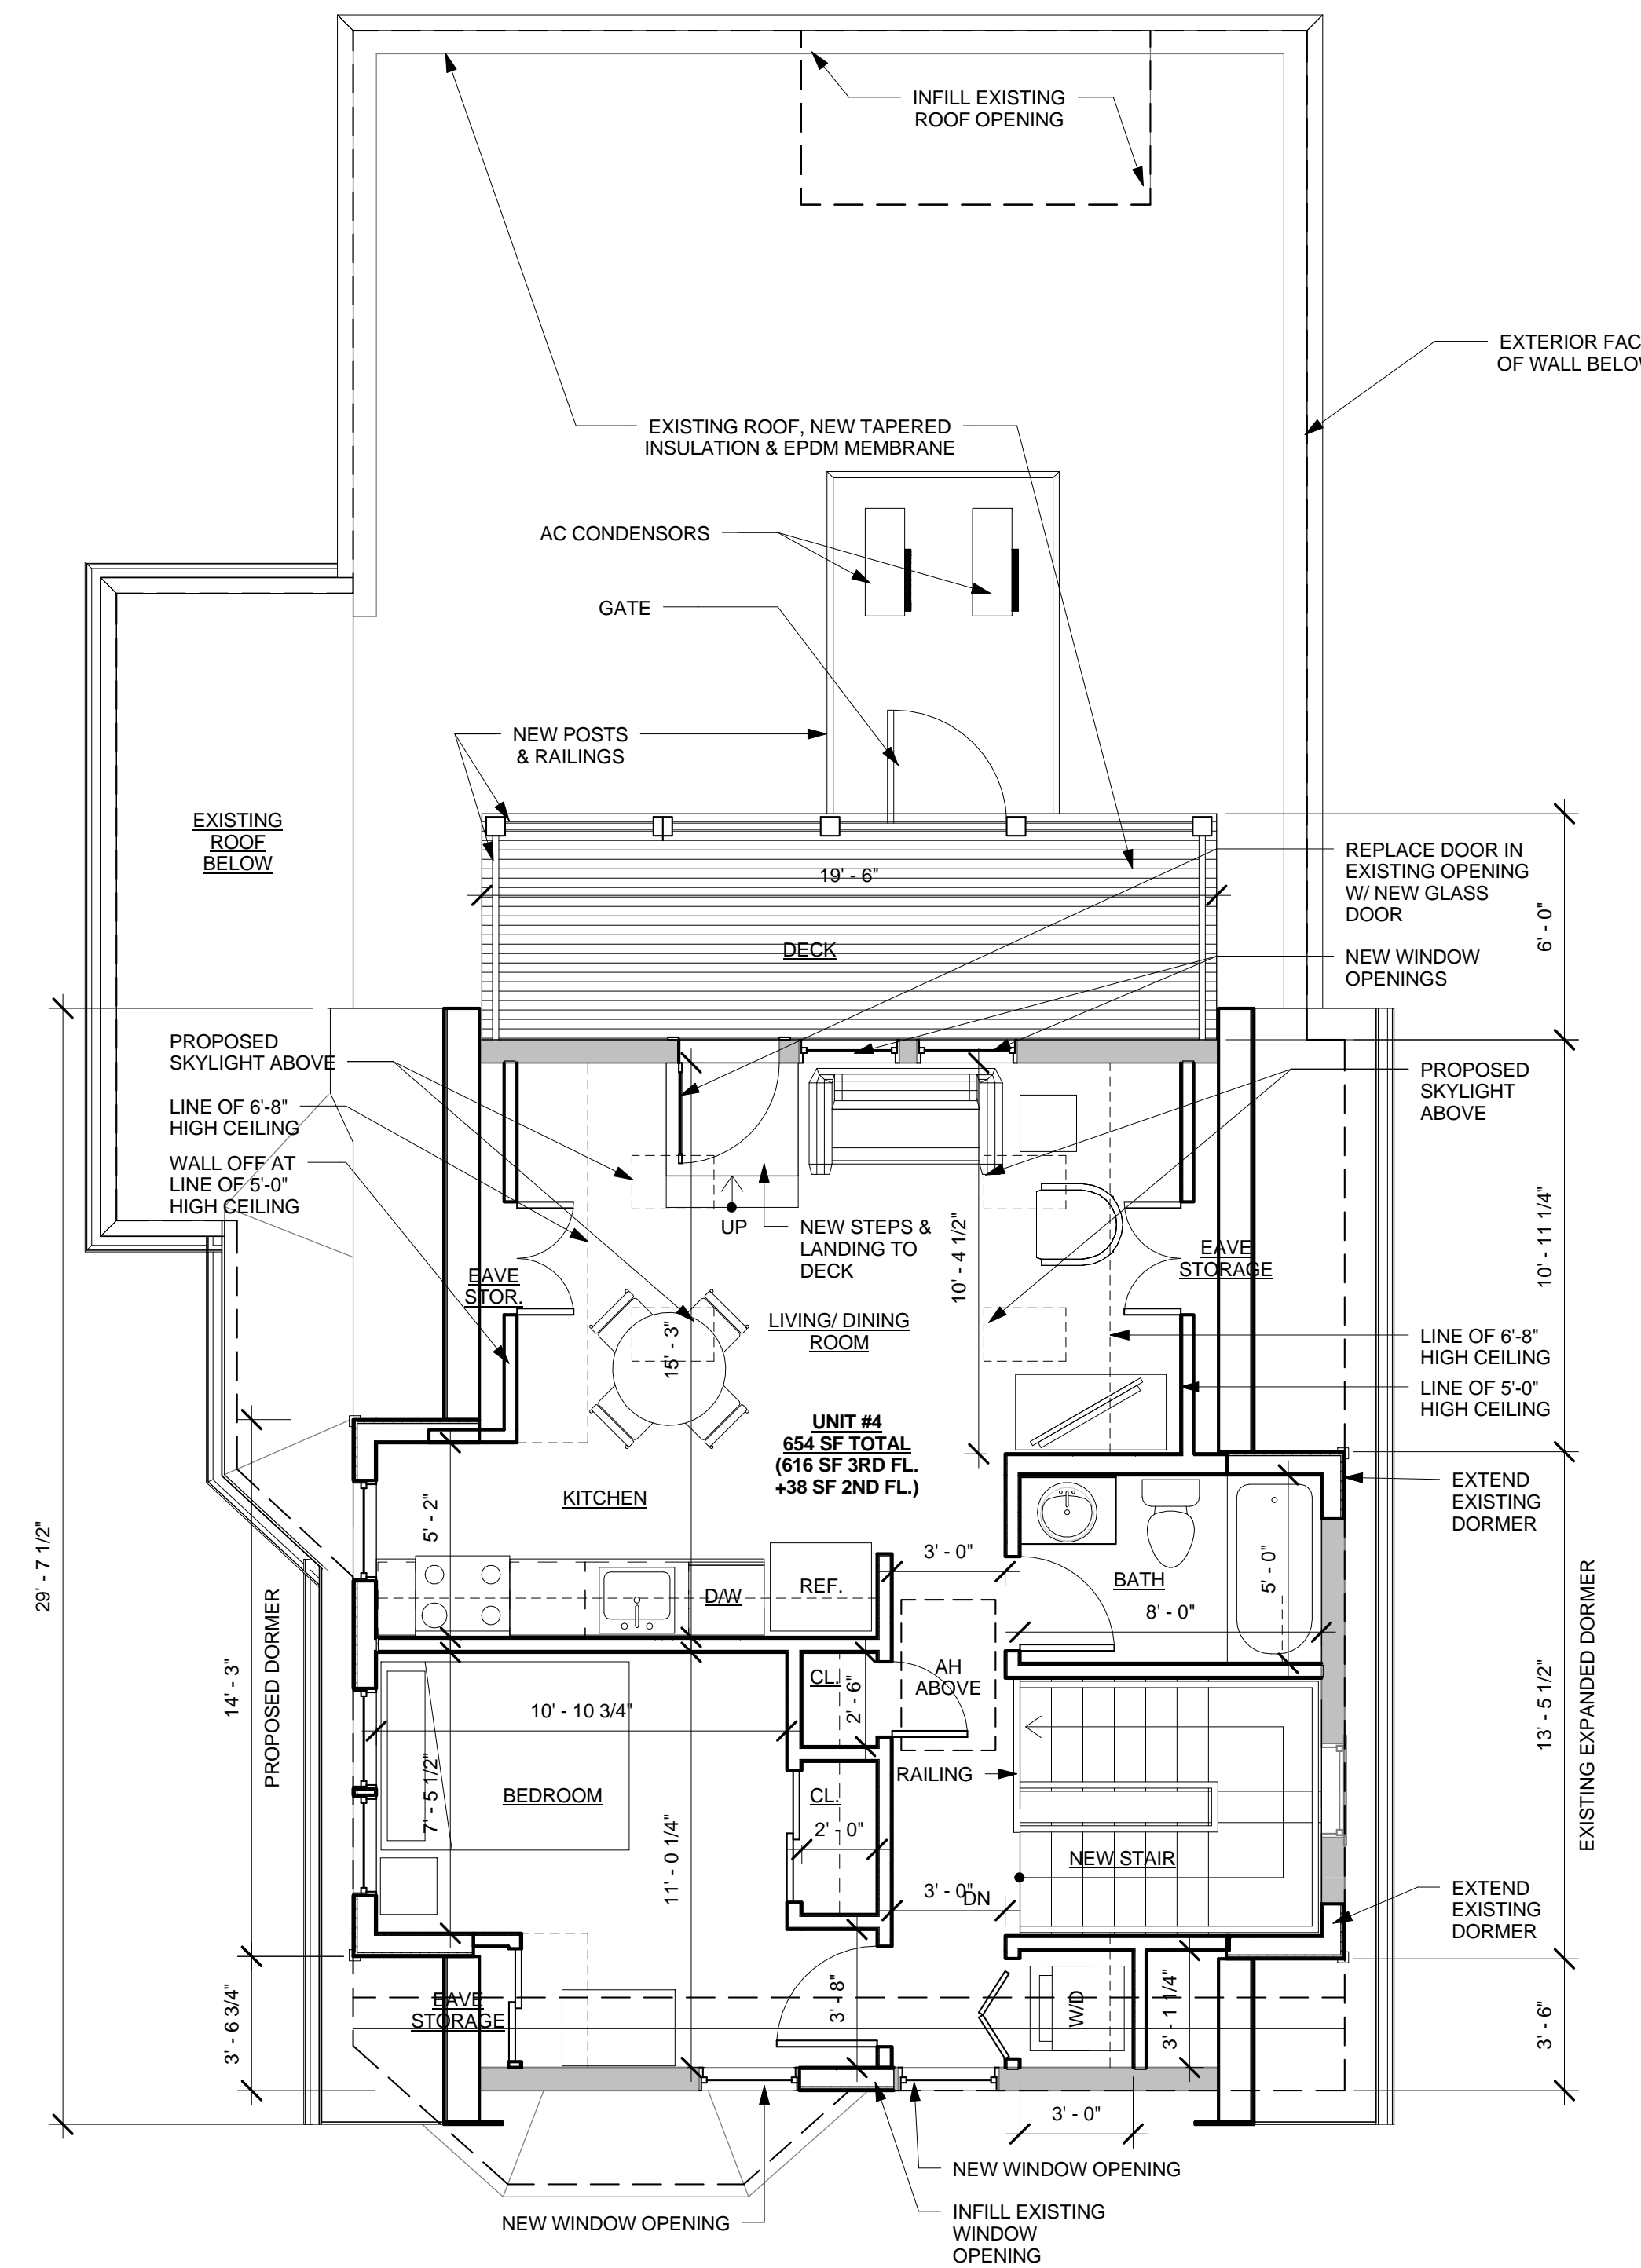 INFILL EXISTING
ROOF OPENING
EXTERIOR FAC
OF WALL BELOW
EXISTING ROOF, NEW TAPERED
INSULATION & EPDM MEMBRANE
AC CONDENSORS
GATE
NEW POSTS
& RAILINGS
EXISTING
ROOF
BELOW
19' - 6"
DECK
REPLACE DOOR IN
EXISTING OPENING
W/ NEW GLASS
DOOR
6' - 0"
NEW WINDOW
OPENINGS
PROPOSED
SKYLIGHT ABOVE
LINE OF 6'-8"
HIGH CEILING
WALL OFF AT
LINE OF 5'-0"
HIGH CEILING
PROPOSED
SKYLIGHT
ABOVE
UP
NEW STEPS &
LANDING TO
DECK
10' - 4 1/2"
10' - 11 1/4"
EAVE
STOR.
EAVE
STORAGE
15' - 3"
LIVING/ DINING
ROOM
LINE OF 6'-8"
HIGH CEILING
LINE OF 5'-0"
HIGH CEILING
UNIT #4
654 SF TOTAL
(616 SF 3RD FL.
+38 SF 2ND FL.)
KITCHEN
5' - 2"
EXTEND
EXISTING
DORMER
29' - 7 1/2"
3' - 0"
D/W
REF.
BATH
5' - 0"
8' - 0"
14' - 3"
PROPOSED DORMER
CL.
2' - 6"
AH
ABOVE
10' - 10 3/4"
7' - 5 1/2"
BEDROOM
RAILING
CL.
2' - 0"
11' - 0 1/4"
NEW STAIR
3' - 0"
DN
13' - 5 1/2"
EXISTING EXPANDED DORMER
EXTEND
EXISTING
DORMER
EAVE
STORAGE
3' - 6 3/4"
3' - 8"
W/D
3' - 1 1/4"
3' - 6"
3' - 0"
NEW WINDOW OPENING
NEW WINDOW OPENING
INFILL EXISTING
WINDOW
OPENING